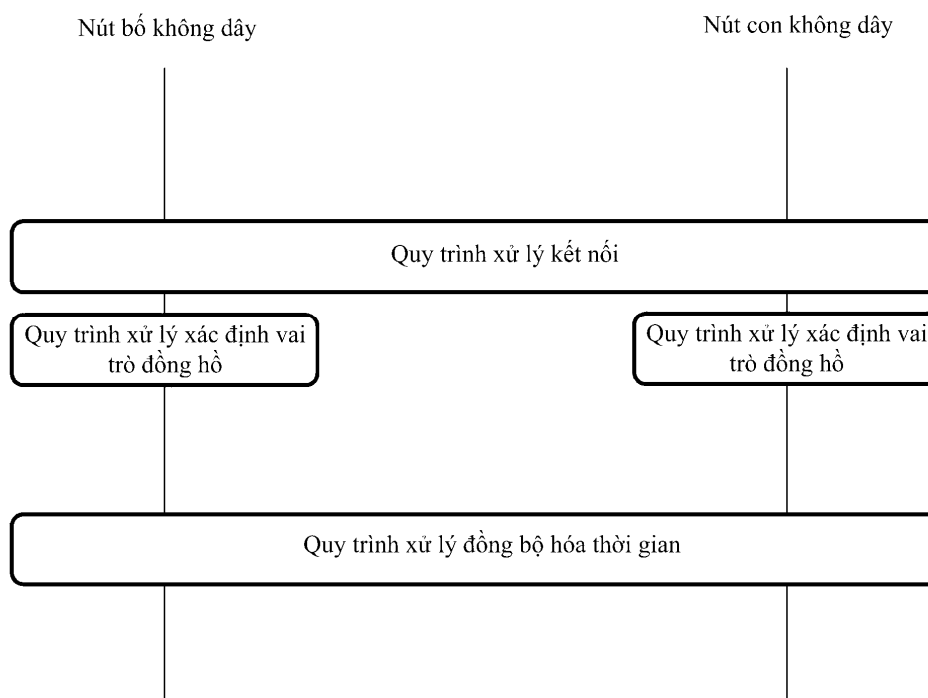 Nút bố không dây
Nút con không dây
Quy trình xử lý kết nối
Quy trình xử lý xác định vai
trò đồng hồ
Quy trình xử lý xác định vai
trò đồng hồ
Quy trình xử lý đồng bộ hóa thời gian